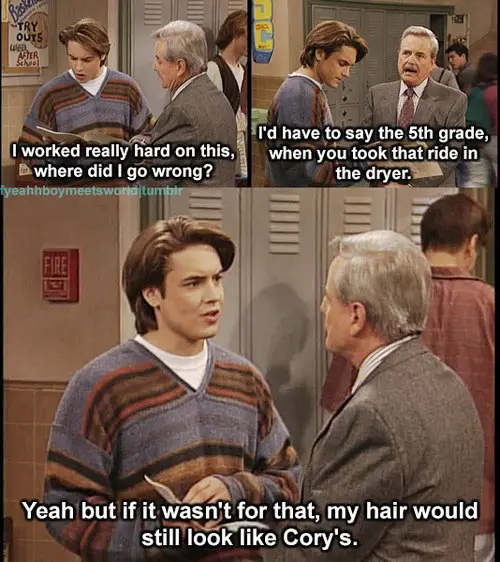 Basketball
TRY
OUTS
WED.
AFTER
School
I worked really hard on this,
where did I go wrong?
I'd have to say the 5th grade,
when you took that ride in
the dryer.
fyeahhboymeetsworld|tumblr
FIRE
Yeah but if it wasn't for that, my hair would
still look like Cory's.